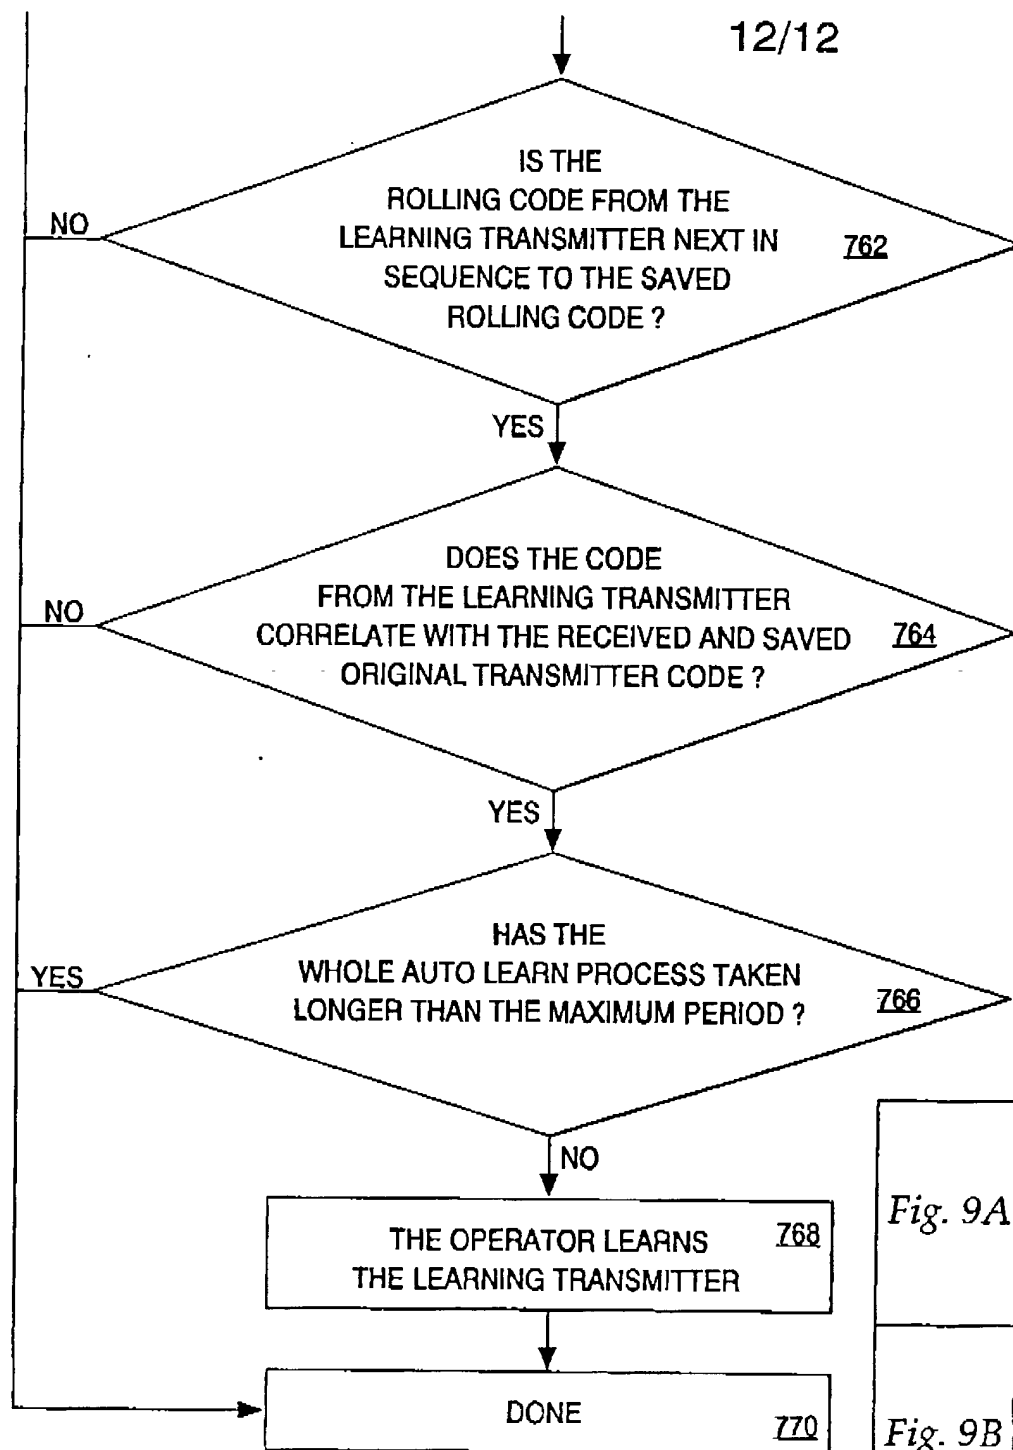 12/12
IS THE
ROLLING CODE FROM THE
LEARNING TRANSMITTER NEXT IN
SEQUENCE TO THE SAVED
ROLLING CODE ?
762
NO
YES
DOES THE CODE
FROM THE LEARNING TRANSMITTER
CORRELATE WITH THE RECEIVED AND SAVED
ORIGINAL TRANSMITTER CODE ?
764
NO
YES
HAS THE
WHOLE AUTO LEARN PROCESS TAKEN
LONGER THAN THE MAXIMUM PERIOD ?
766
YES
NO
THE OPERATOR LEARNS
THE LEARNING TRANSMITTER
768
DONE
770
Fig. 9A
Fig. 9B